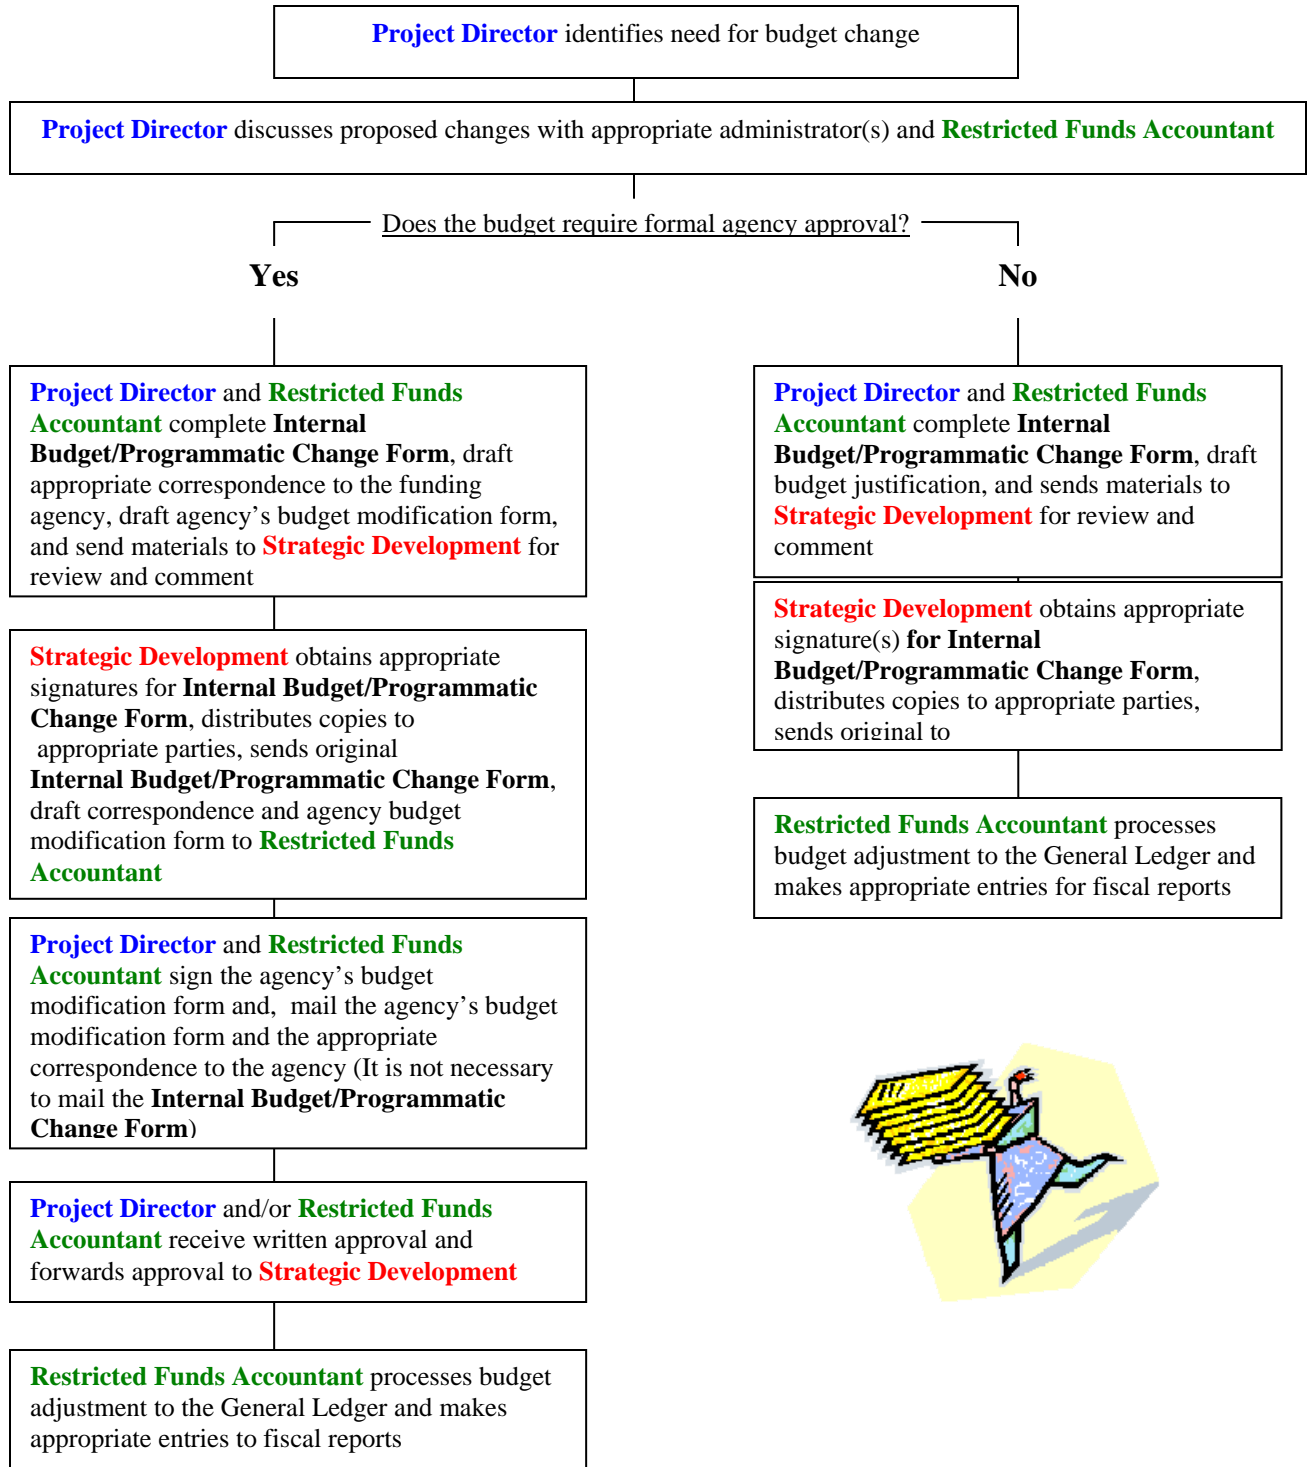 Project Director identifies need for budget change
Project Director discusses proposed changes with appropriate administrator(s) and Restricted Funds Accountant
Does the budget require formal agency approval?
Yes
No
Project Director and Restricted Funds
Accountant complete Internal
Budget/Programmatic Change Form, draft
appropriate correspondence to the funding
agency, draft agency’s budget modification form,
and send materials to Strategic Development for
review and comment
Strategic Development obtains appropriate
signatures for Internal Budget/Programmatic
Change Form, distributes copies to
appropriate parties, sends original
Internal Budget/Programmatic Change Form,
draft correspondence and agency budget
modification form to Restricted Funds
Accountant
Project Director and Restricted Funds
Accountant sign the agency’s budget
modification form and, mail the agency’s budget
modification form and the appropriate
correspondence to the agency (It is not necessary
to mail the Internal Budget/Programmatic
Change Form)
Project Director and/or Restricted Funds
Accountant receive written approval and
forwards approval to Strategic Development
Restricted Funds Accountant processes budget
adjustment to the General Ledger and makes
appropriate entries to fiscal reports
Project Director and Restricted Funds
Accountant complete Internal
Budget/Programmatic Change Form, draft
budget justification, and sends materials to
Strategic Development for review and
comment
Strategic Development obtains appropriate
signature(s) for Internal
Budget/Programmatic Change Form,
distributes copies to appropriate parties,
sends original to
Restricted Funds Accountant processes
budget adjustment to the General Ledger and
makes appropriate entries for fiscal reports